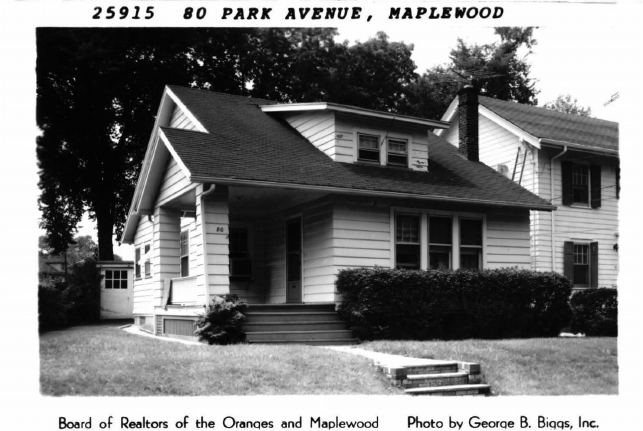 25915 80 PARK AVENUE, MAPLEWOOD
80
Board of Realtors of the Oranges and Maplewood Photo by George B. Biggs, Inc.